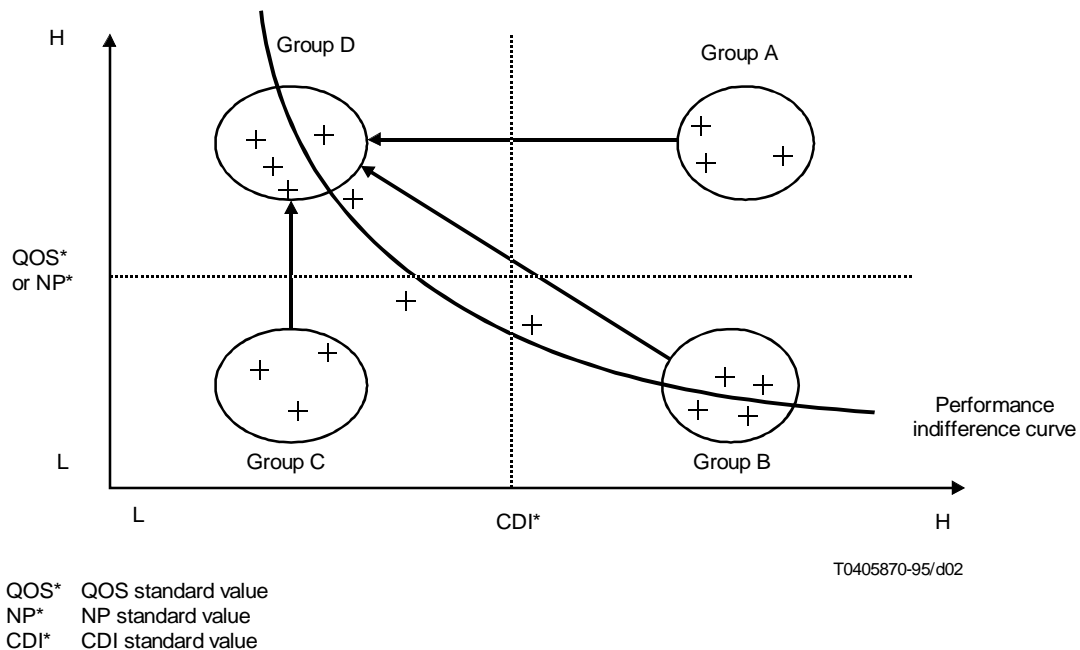 H
Group D
Group A
QOS*
or NP*
Performance
indifference curve
L
Group C
Group B
L
CDI*
H
T0405870-95/d02
QOS* QOS standard value
NP* NP standard value
CDI* CDI standard value